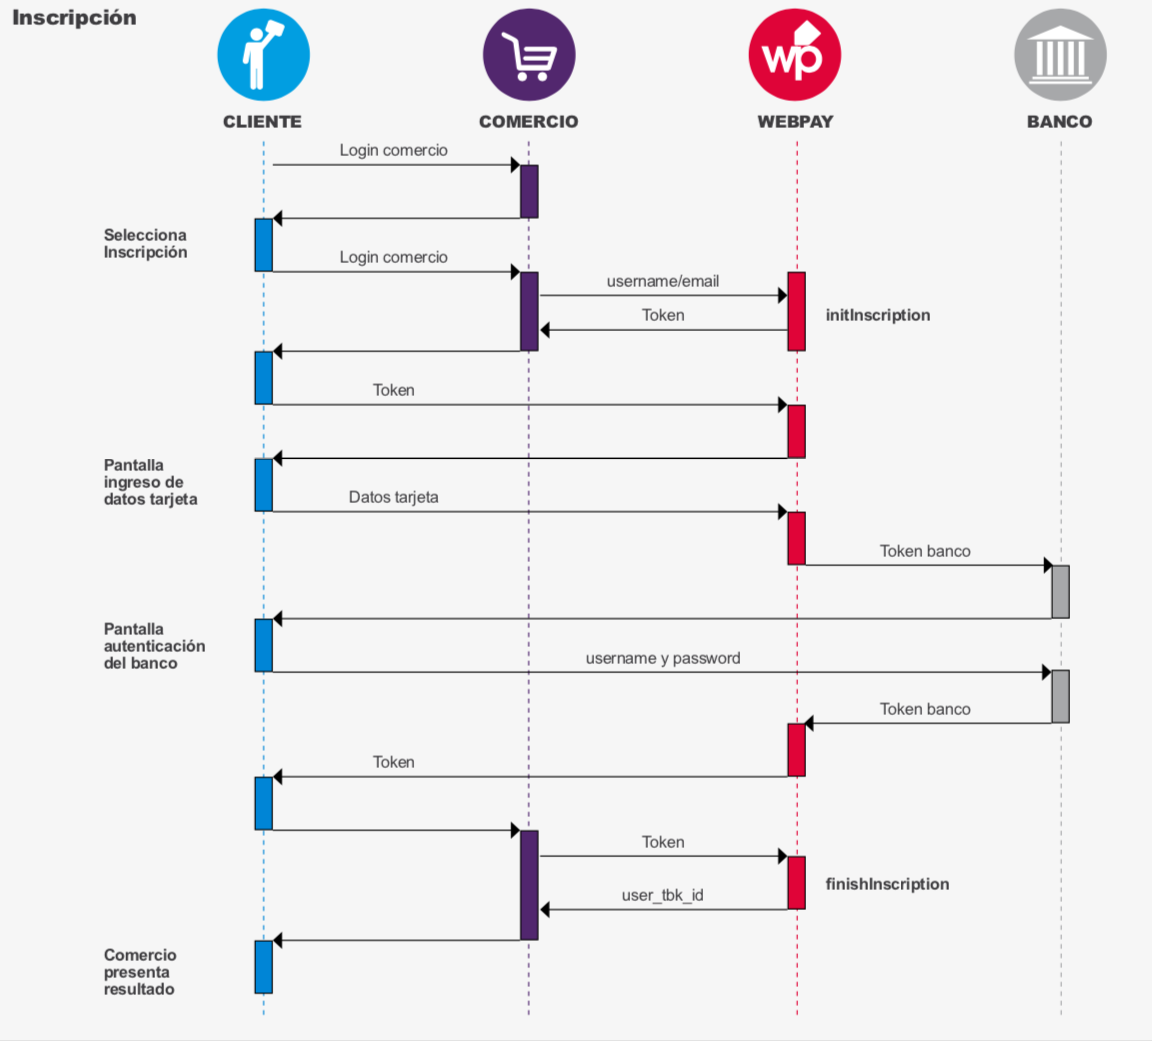 Inscripción
wp
CLIENTE
COMERCIO
WEBPAY
BANCO
Login comercio
Selecciona
Inscripción
Login comercio
username/email
Token
initInscription
Token
Pantalla
ingreso de
datos tarjeta
Datos tarjeta
Token banco
Pantalla
autenticación
del banco
username y password
Token banco
Token
Token
finishInscription
user_tbk_id
Comercio
presenta
resultado